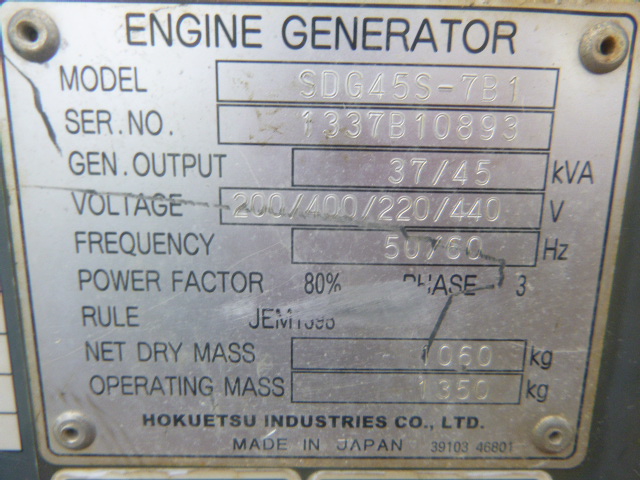 ENGINE GENERATOR
MODEL SDG45S-7B1
SER.NO. 1337B10893
GEN.OUTPUT 37/45 kVA
VOLTAGE 200/400/220/440 V
FREQUENCY 50/60 Hz
POWER FACTOR 80% PHASE 3
RULE
NET DRY MASS 1060 kg
OPERATING MASS 1350 kg
HOKUETSU INDUSTRIES CO., LTD.
MADE IN JAPAN 39103 46801